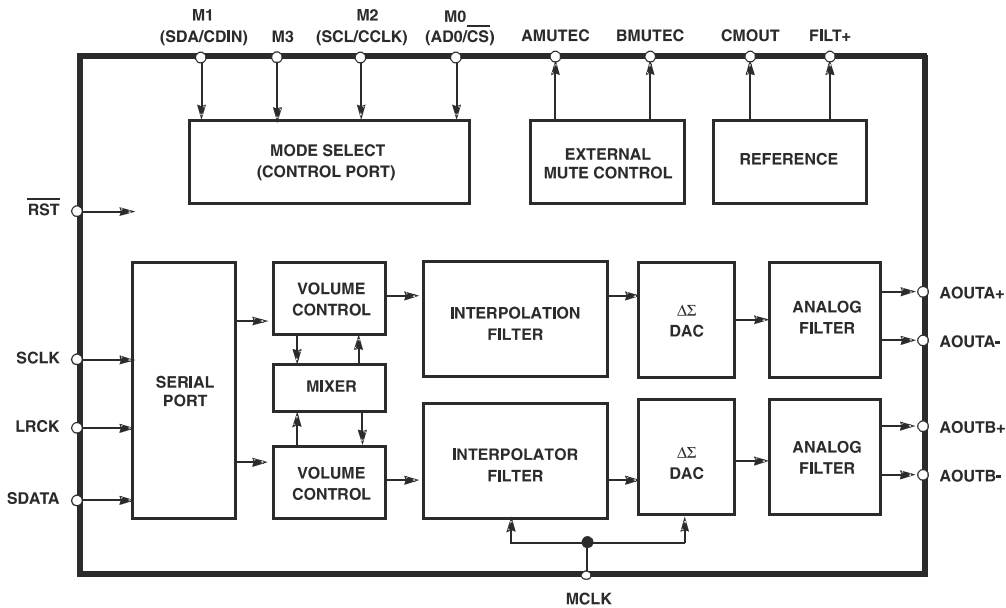 M1
(SDA/CDIN)
M3
M2
(SCL/CCLK)
M0
(AD0/CS)
AMUTEC
BMUTEC
CMOUT
FILT+
MODE SELECT
(CONTROL PORT)
EXTERNAL
MUTE CONTROL
REFERENCE
RST
SCLK
LRCK
SDATA
SERIAL
PORT
VOLUME
CONTROL
MIXER
VOLUME
CONTROL
INTERPOLATION
FILTER
INTERPOLATOR
FILTER
ΔΣ
DAC
ΔΣ
DAC
ANALOG
FILTER
ANALOG
FILTER
AOUTA+
AOUTA-
AOUTB+
AOUTB-
MCLK